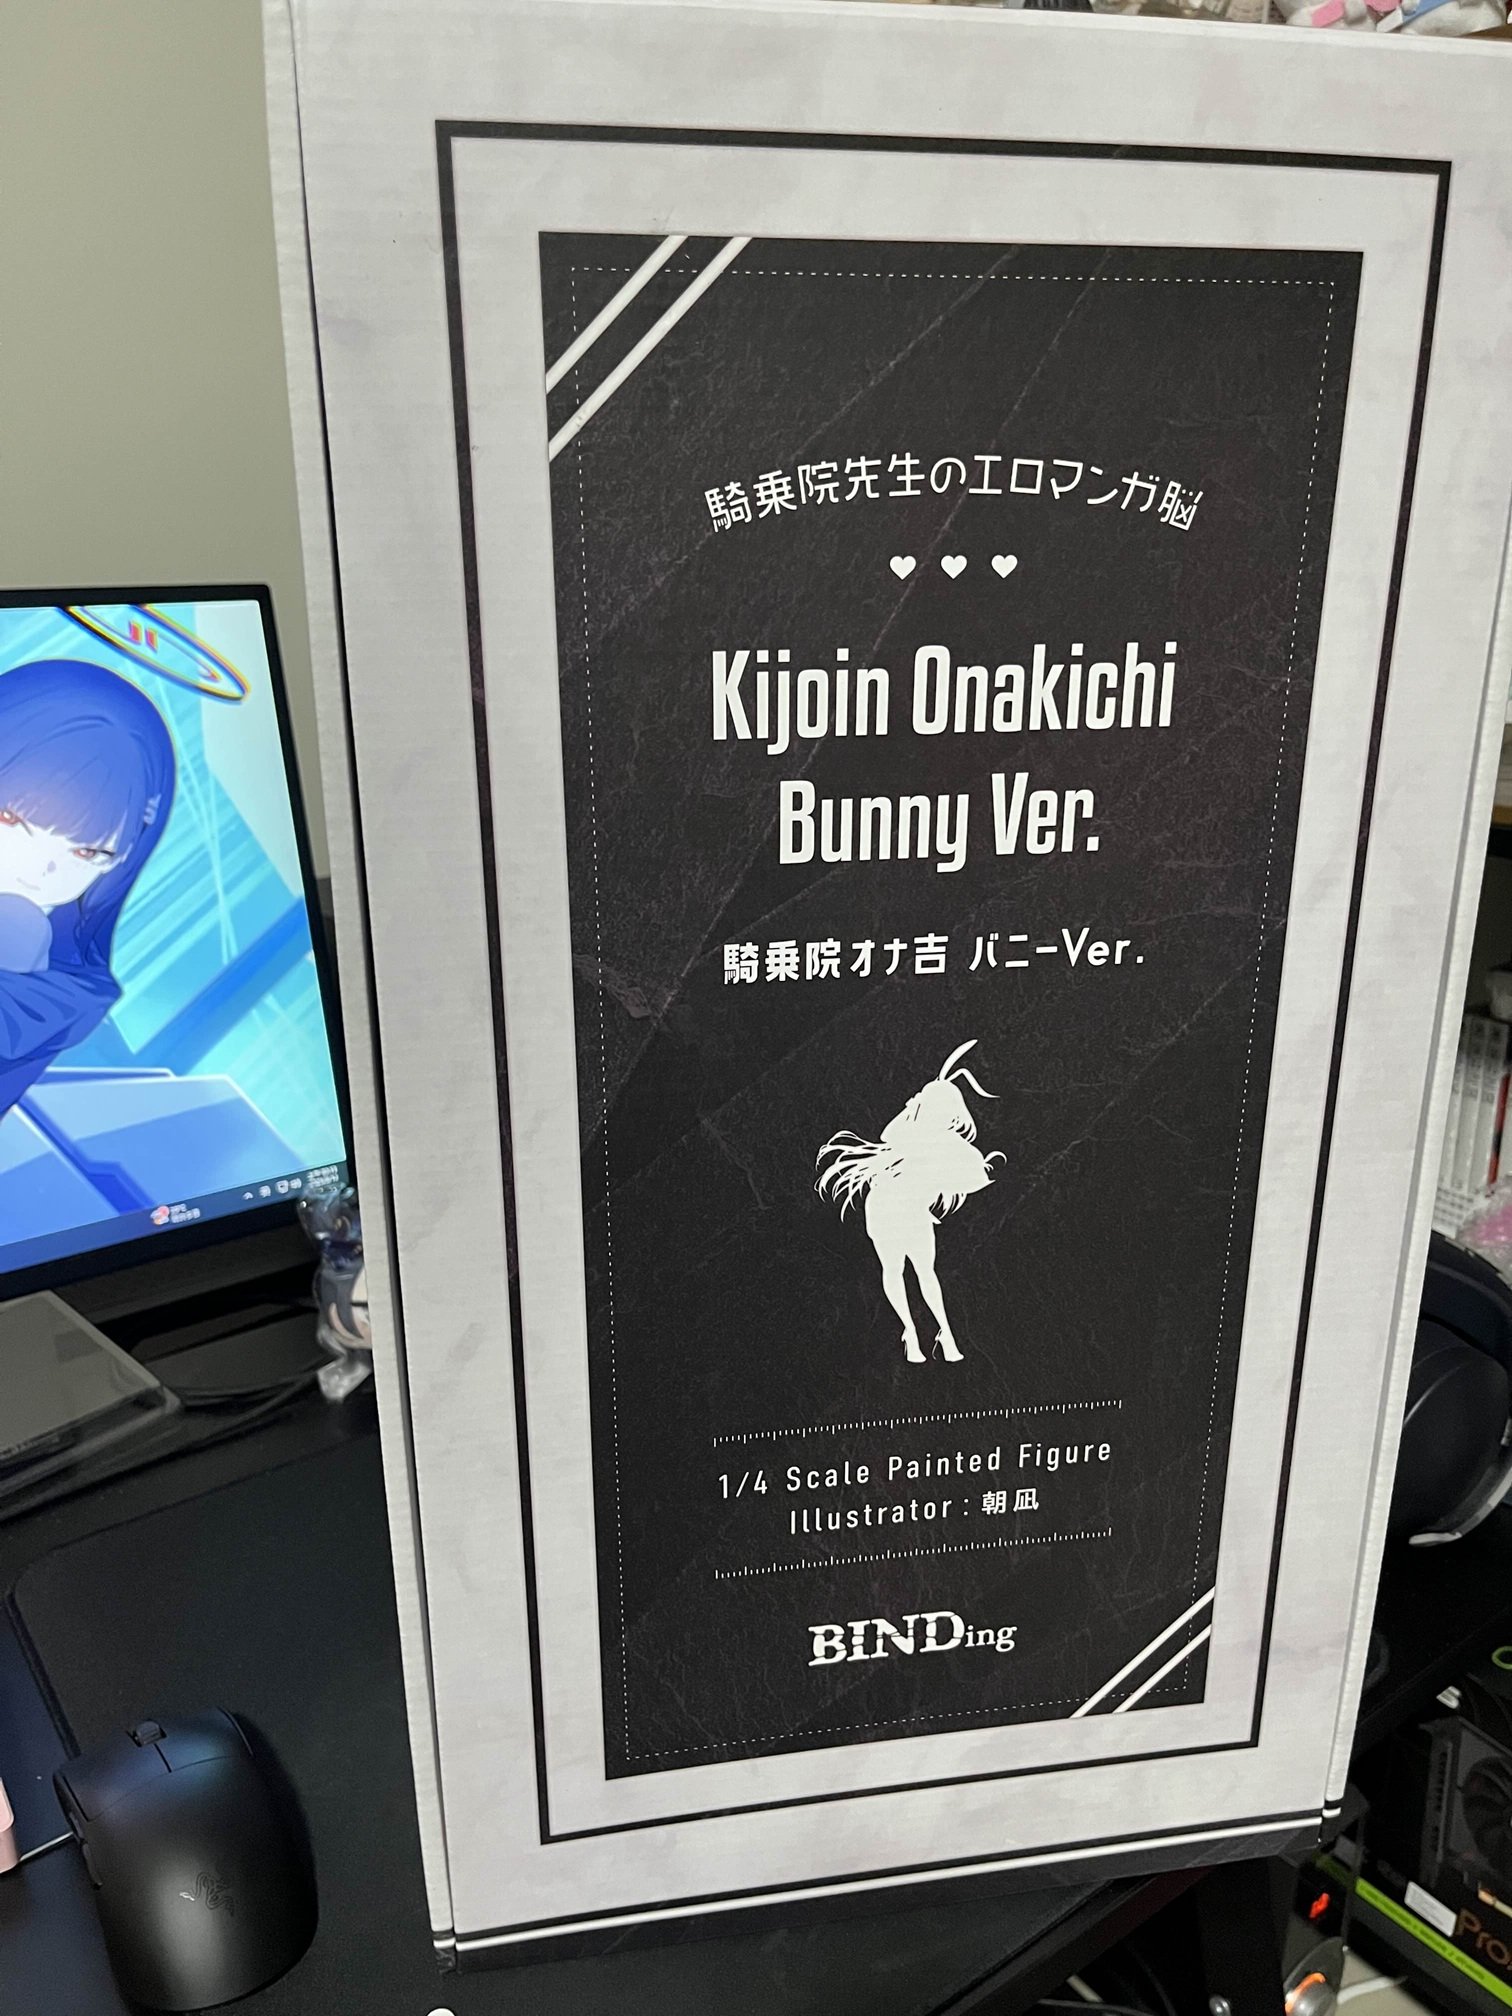 騎乗院先生のエロマンガ脳
Kijoin Onakichi
Bunny Ver.
騎乗院オナ吉 バニーVer.
1/4 Scale Painted Figure
Illustrator : 朝凪
BINDing
Pro